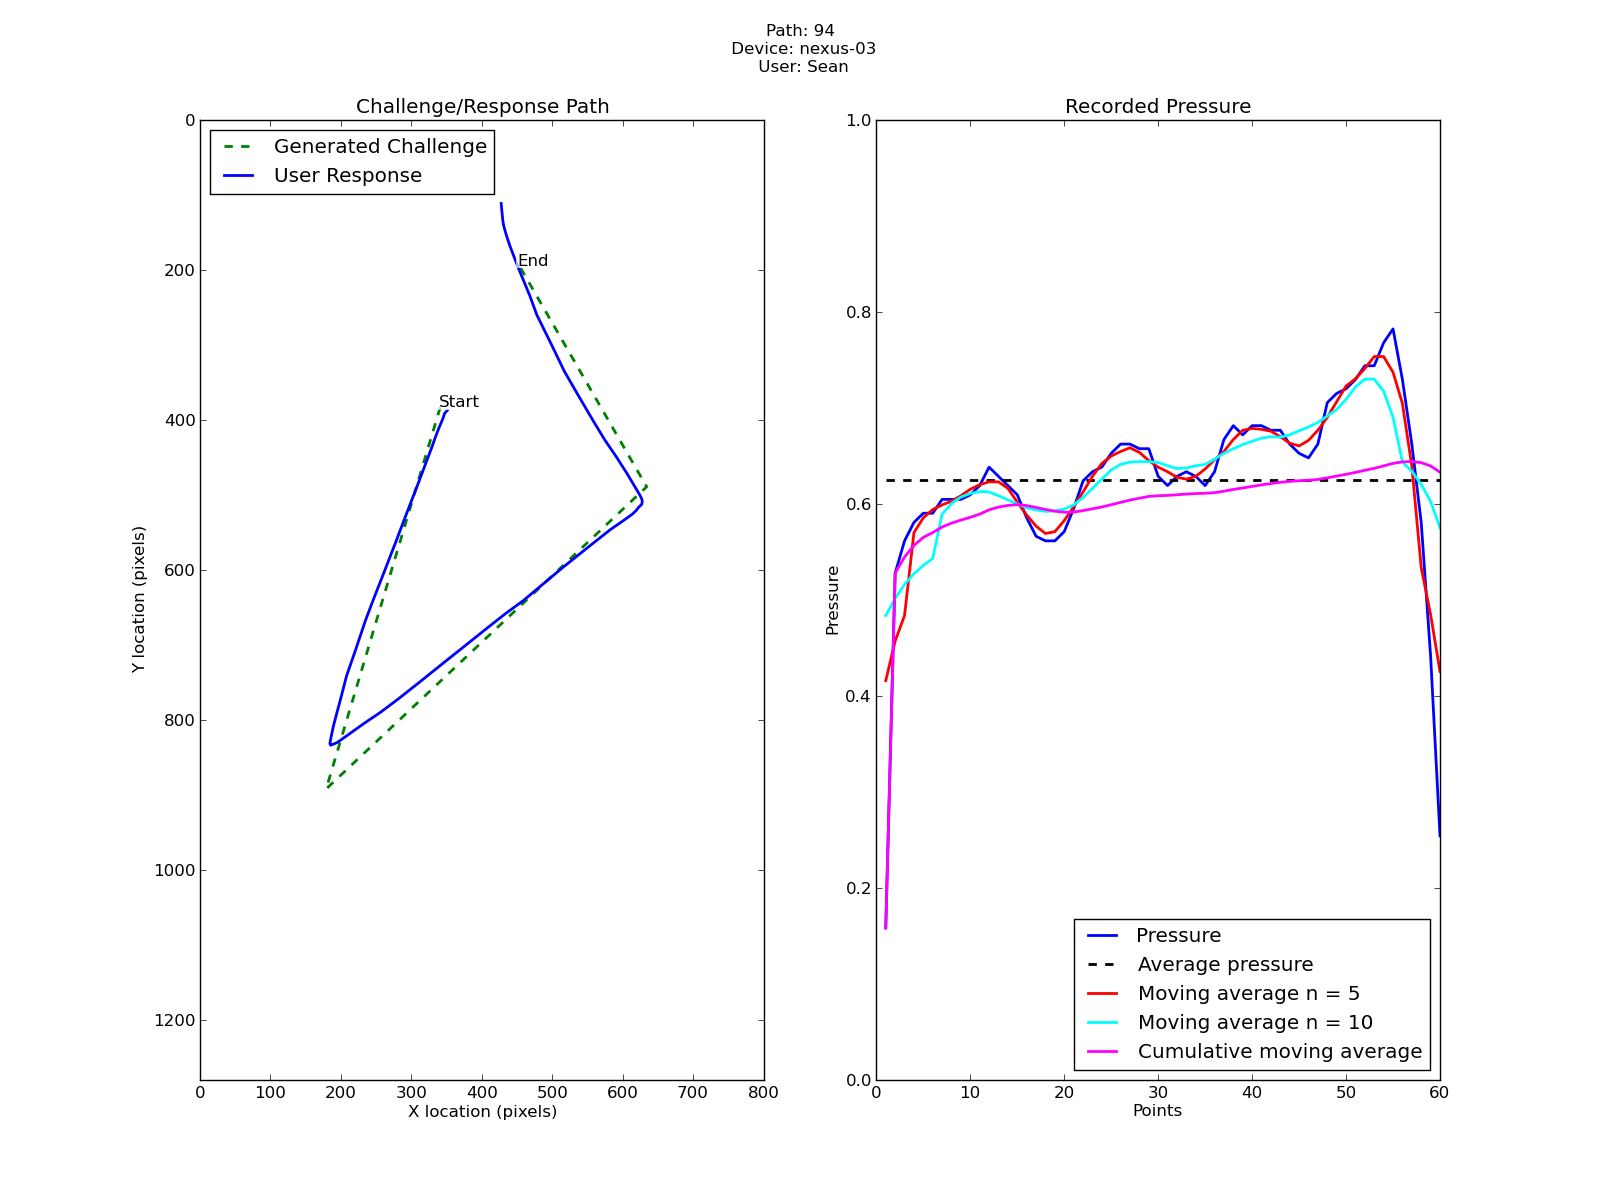 Path: 94
Device: nexus-03
User: Sean
Challenge/Response Path
Generated Challenge
User Response
End
Start
0
200
400
600
800
1000
1200
Y location (pixels)
0 100 200 300 400 500 600 700 800
X location (pixels)
Recorded Pressure
1.0
0.8
0.6
0.4
0.2
0.0
Pressure
Pressure
Average pressure
Moving average n = 5
Moving average n = 10
Cumulative moving average
0 10 20 30 40 50 60
Points